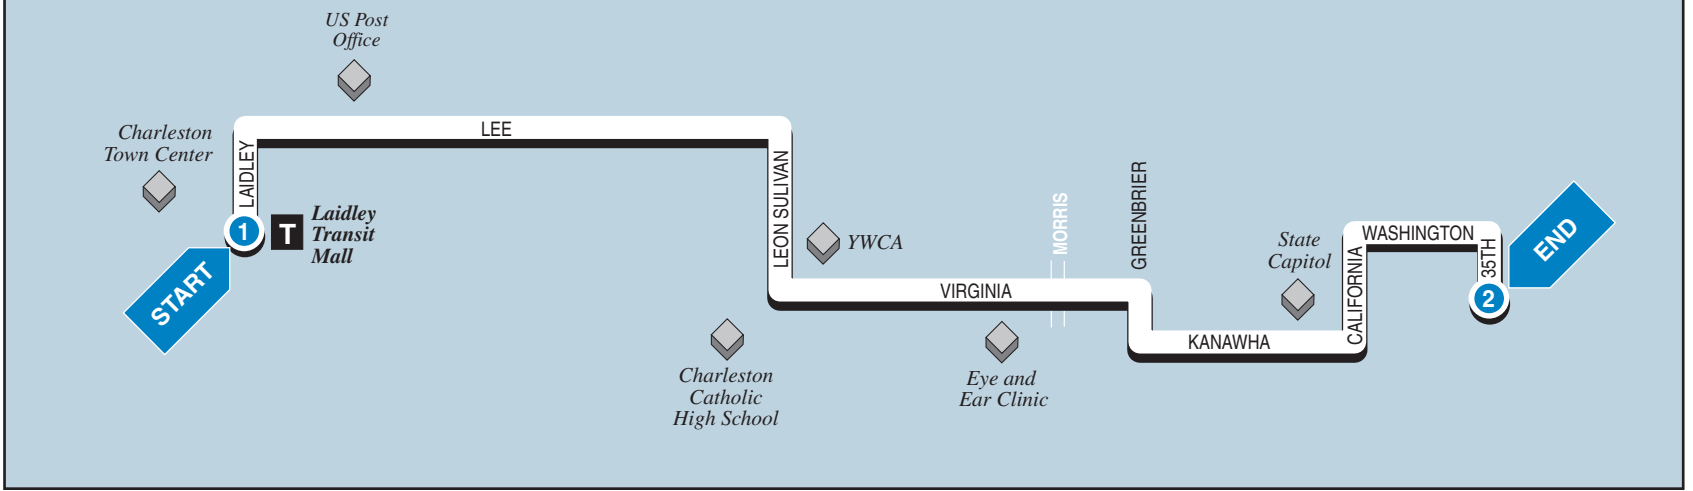 US Post
Office
Charleston
Town Center
LAIDLEY
LEE
1
T
Laidley
Transit
Mall
START
LEON SULIVAN
YWCA
Charleston
Catholic
High School
VIRGINIA
Eye and
Ear Clinic
MORRIS
GREENBRIER
KANAWHA
State
Capitol
CALIFORNIA
WASHINGTON
35TH
2
END